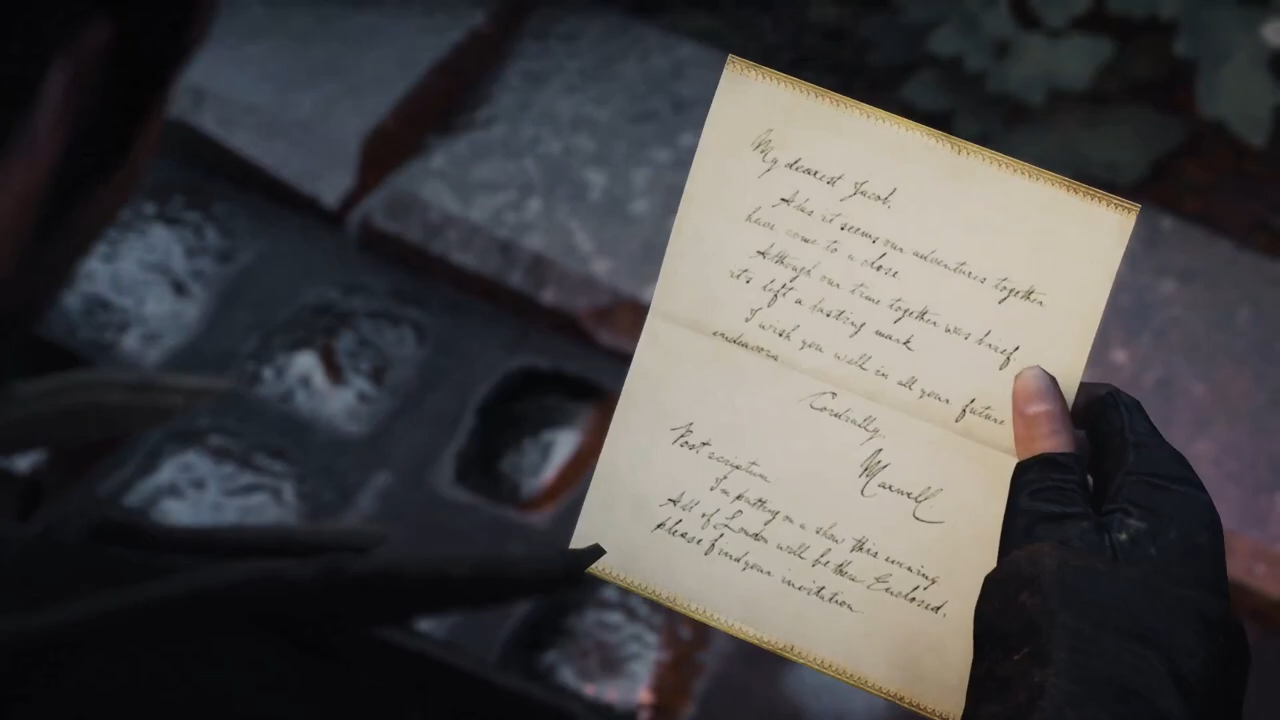 My dearest Jacob,
Alas it seems our adventures together
have come to a close
Although our time together was brief,
it's left a lasting mark
I wish you well in all your future
endeavors
Cordially
Maxwell
Post scriptum
I'm putting on a show this evening
All of London will be there Enclosed,
please find your invitation